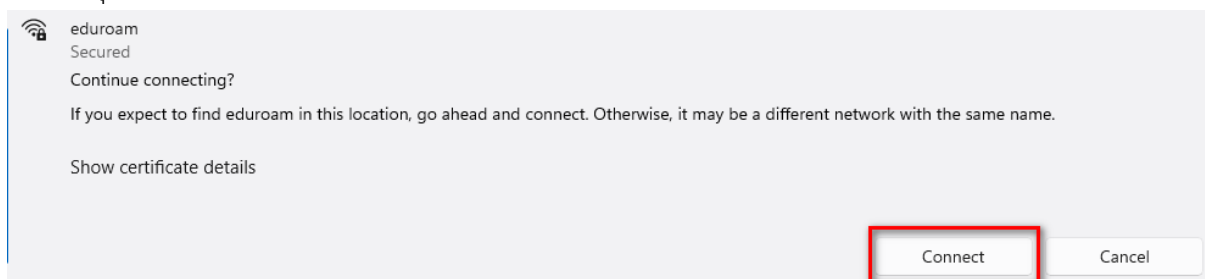 eduroam
Secured
Continue connecting?
If you expect to find eduroam in this location, go ahead and connect. Otherwise, it may be a different network with the same name.
Show certificate details
Connect Cancel